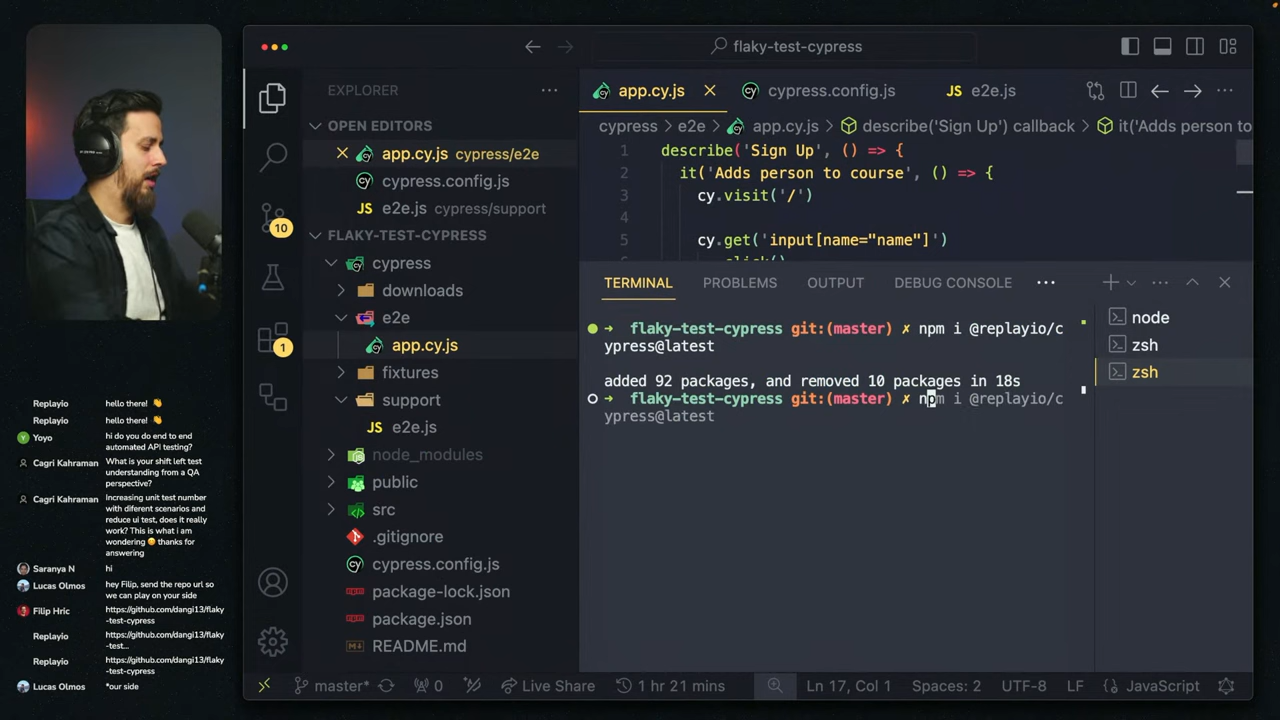 flaky-test-cypress
EXPLORER
OPEN EDITORS
app.cy.js cypress/e2e
cypress.config.js
JS e2e.js cypress/support
FLAKY-TEST-CYPRESS
cypress
downloads
e2e
app.cy.js
fixtures
support
JS e2e.js
node_modules
public
src
.gitignore
cypress.config.js
package-lock.json
package.json
README.md
10
1
app.cy.js
cypress.config.js
JS e2e.js
cypress > e2e > app.cy.js > describe('Sign Up') callback > it('Adds person to
1 describe('Sign Up', () => {
2 it('Adds person to course', () => {
3 cy.visit('/')
4
5 cy.get('input[name="name"]')
TERMINAL PROBLEMS OUTPUT DEBUG CONSOLE
➜ flaky-test-cypress git:(master) ✗ npm i @replayio/c
ypress@latest
added 92 packages, and removed 10 packages in 18s
➜ flaky-test-cypress git:(master) ✗ npm i @replayio/c
ypress@latest
node
zsh
zsh
Replayio hello there! 👋
Replayio hello there! 👋
Y Yoyo hi do you do end to end
automated API testing?
Cagri Kahraman What is your shift left test
understanding from a QA
perspective?
Cagri Kahraman Increasing unit test number
with diferent scenarios and
reduce ui test, does it really
work? This is what i am
wondering 😊 thanks for
answering
Saranya N hi
Lucas Olmos hey Filip, send the repo url so
we can play on your side
Filip Hric https://github.com/dangi13/flaky
-test-cypress
Replayio https://github.com/dangi13/flaky
-test...
Replayio https://github.com/dangi13/flaky
-test-cypress
Lucas Olmos *our side
master* 0 Live Share 1 hr 21 mins Ln 17, Col 1 Spaces: 2 UTF-8 LF {} JavaScript